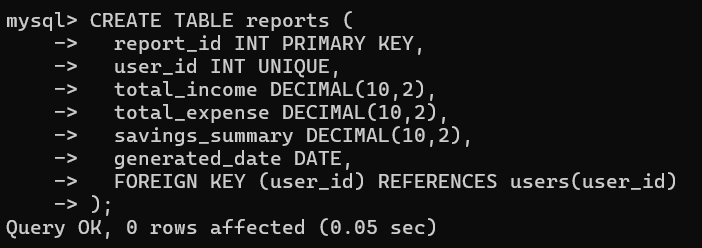 mysql> CREATE TABLE reports (
    ->   report_id INT PRIMARY KEY,
    ->   user_id INT UNIQUE,
    ->   total_income DECIMAL(10,2),
    ->   total_expense DECIMAL(10,2),
    ->   savings_summary DECIMAL(10,2),
    ->   generated_date DATE,
    ->   FOREIGN KEY (user_id) REFERENCES users(user_id)
    -> );
Query OK, 0 rows affected (0.05 sec)